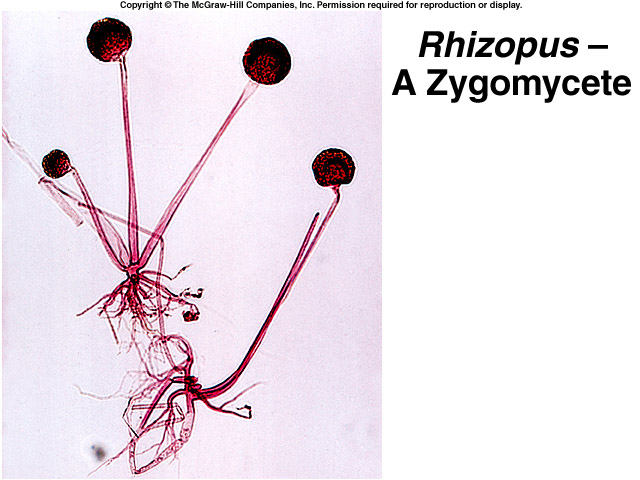 Copyright © The McGraw-Hill Companies, Inc. Permission required for reproduction or display.
Rhizopus –
A Zygomycete